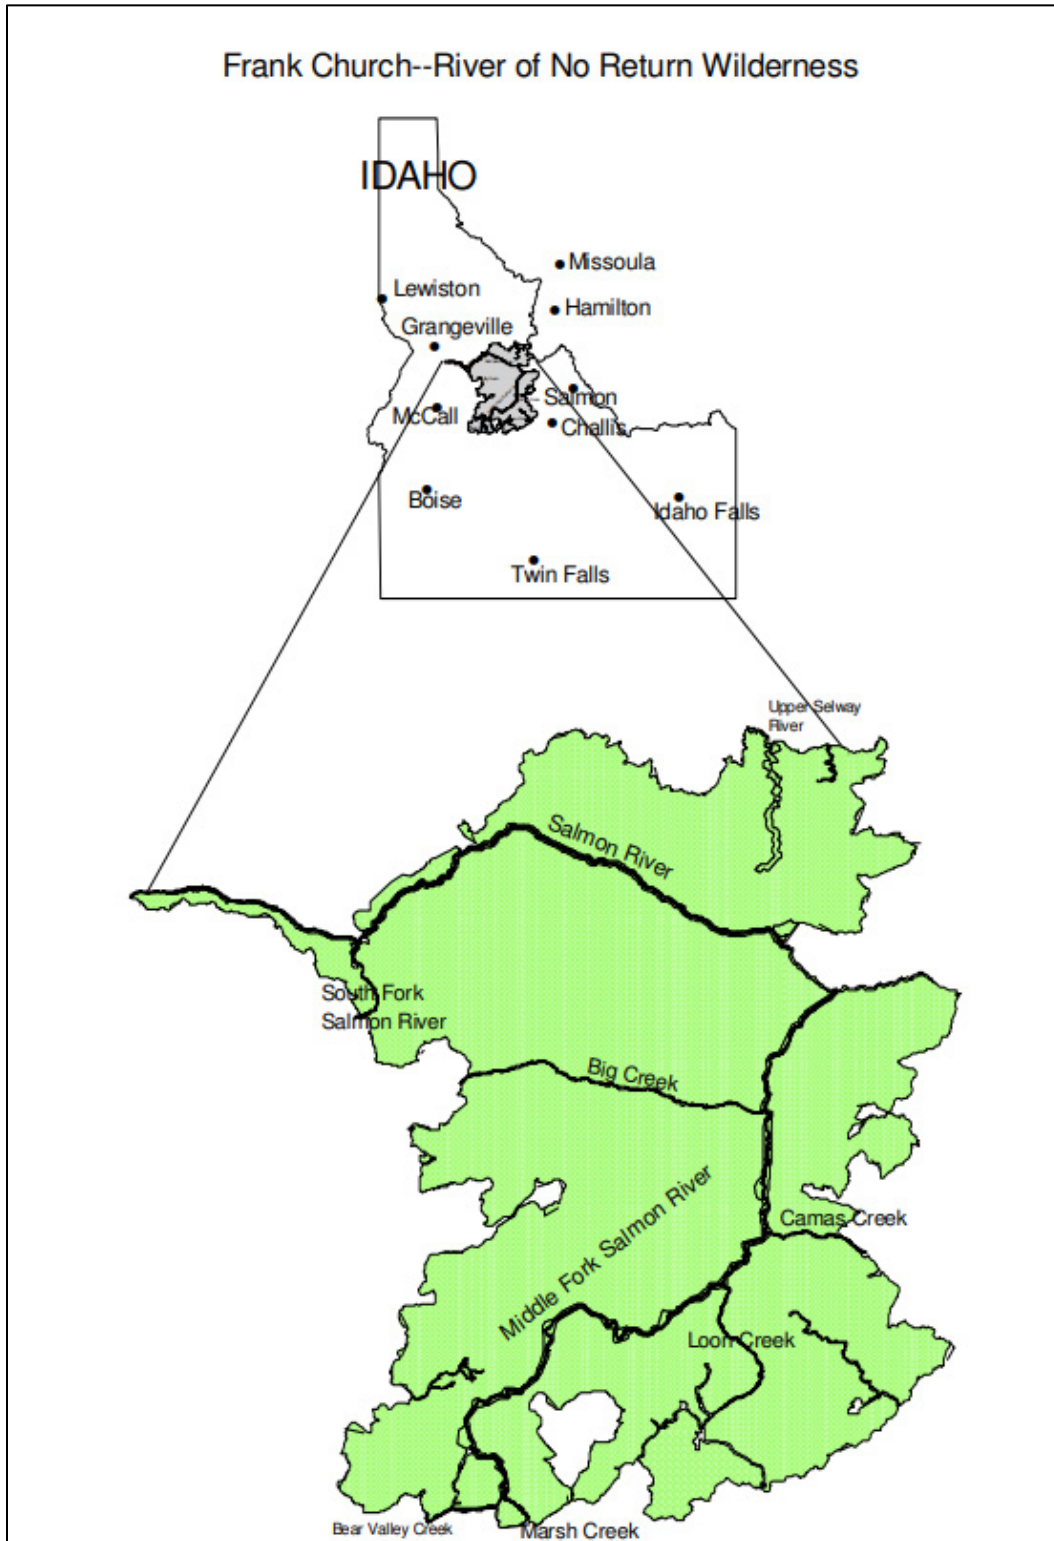 Frank Church--River of No Return Wilderness
IDAHO
Missoula
Lewiston
Hamilton
Grangeville
Salmon
McCall
Challis
Boise
Idaho Falls
Twin Falls
Upper Selway
River
Salmon River
South Fork
Salmon River
Big Creek
Middle Fork Salmon River
Camas Creek
Loon Creek
Bear Valley Creek
Marsh Creek